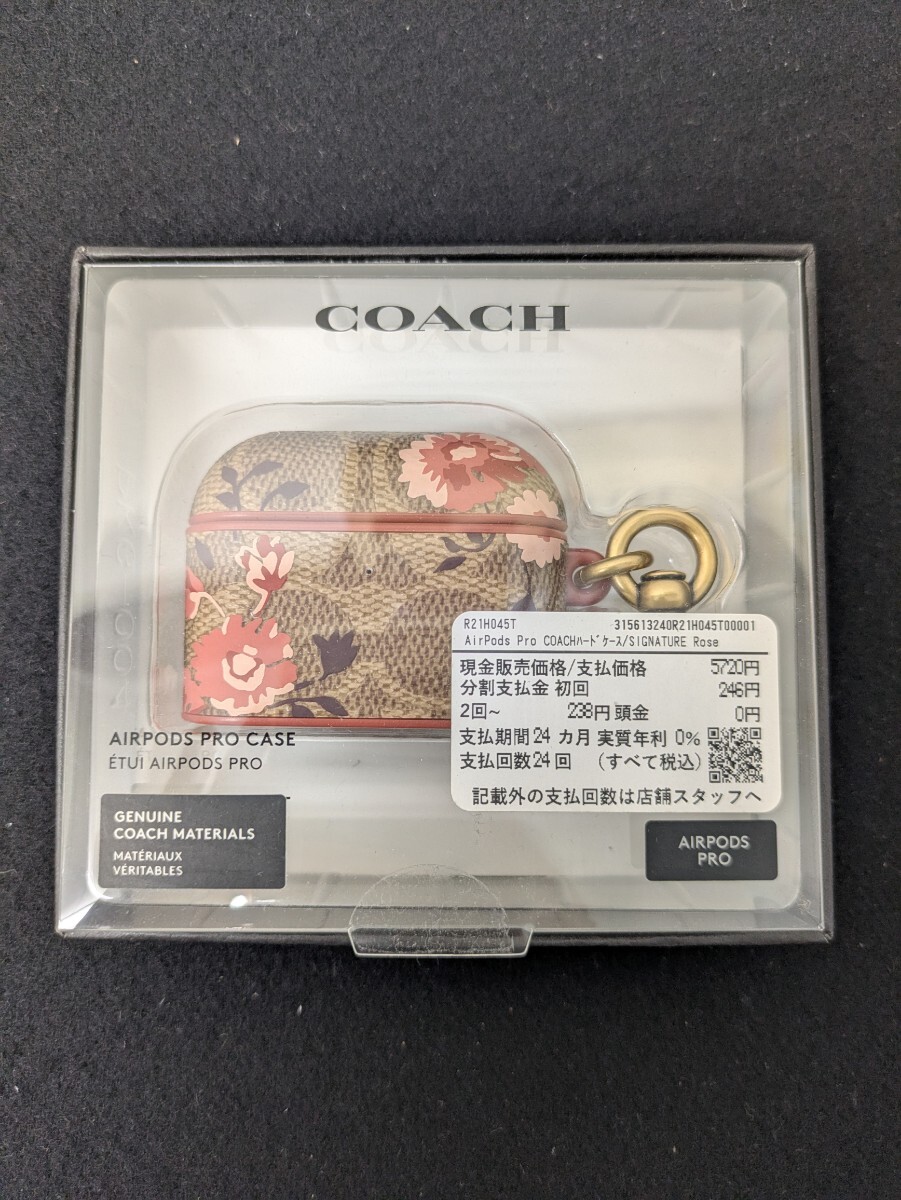 COACH
R21H045T 315613240R21H045T00001
AirPods Pro COACHﾊｰﾄﾞｹｰｽ/SIGNATURE Rose
現金販売価格/支払価格 5720円
分割支払金 初回 246円
2回~ 238円 頭金 0円
支払期間24 カ月 実質年利 0%
支払回数24 回 (すべて税込)
記載外の支払回数は店舗スタッフへ
AIRPODS PRO CASE
ÉTUI AIRPODS PRO
GENUINE
COACH MATERIALS
MATÉRIAUX
VÉRITABLES
AIRPODS
PRO